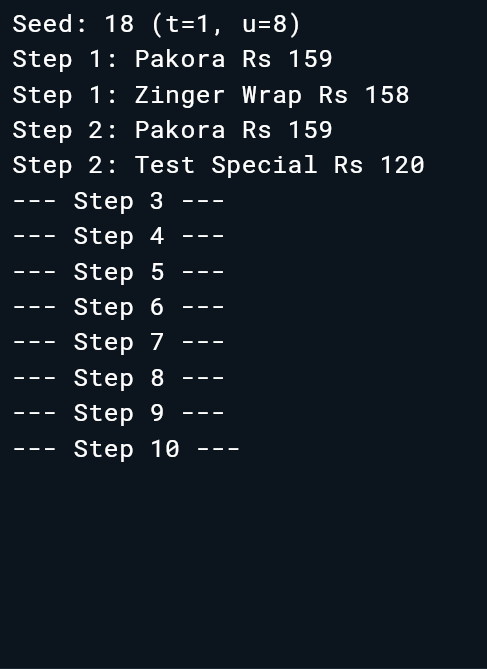 Seed: 18 (t=1, u=8)
Step 1: Pakora Rs 159
Step 1: Zinger Wrap Rs 158
Step 2: Pakora Rs 159
Step 2: Test Special Rs 120
--- Step 3 ---
--- Step 4 ---
--- Step 5 ---
--- Step 6 ---
--- Step 7 ---
--- Step 8 ---
--- Step 9 ---
--- Step 10 ---